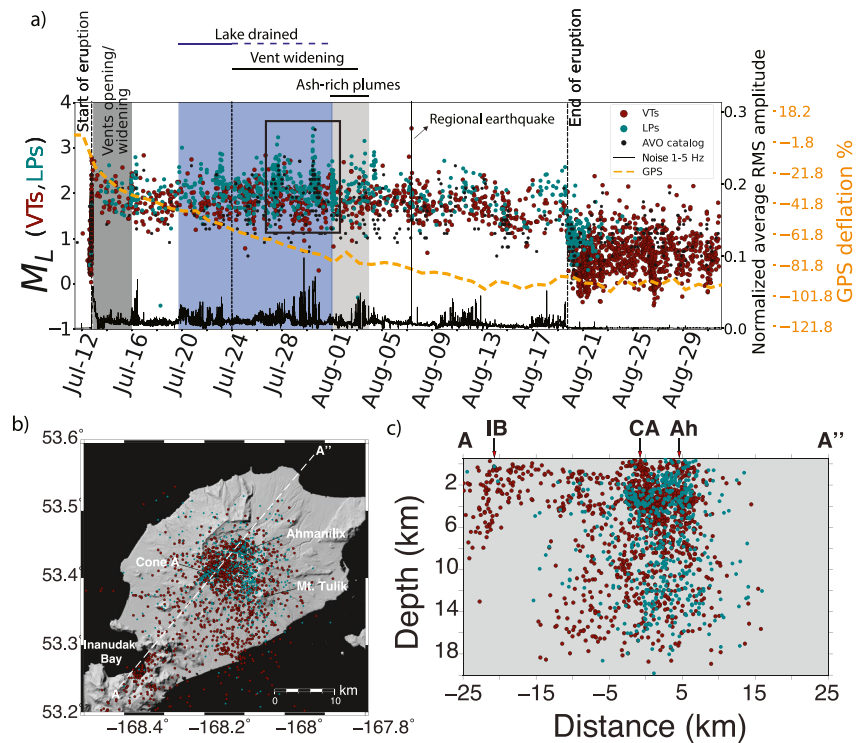 a)
Lake drained
Vent widening
Ash-rich plumes
Start of eruption
Vents opening/
widening
Regional earthquake
End of eruption
VTs
LPs
AVO catalog
Noise 1-5 Hz
GPS
M_L (VTs, LPs)
4
3
2
1
0
−1
0.3
0.2
0.1
0.0
Normalized average RMS amplitude
18.2
−1.8
−21.8
−41.8
−61.8
−81.8
−101.8
−121.8
GPS deflation %
Jul-12
Jul-16
Jul-20
Jul-24
Jul-28
Aug-01
Aug-05
Aug-09
Aug-13
Aug-17
Aug-21
Aug-25
Aug-29
b)
53.6°
53.5°
53.4°
53.3°
53.2°
A''
Ahmanilix
Cone A
Mt. Tulik
Inanudak
Bay
A
km
0 10
−168.4° −168.2° −168° −167.8°
c)
A IB CA Ah A''
2
6
10
14
18
Depth (km)
−25 −15 −5 5 15 25
Distance (km)